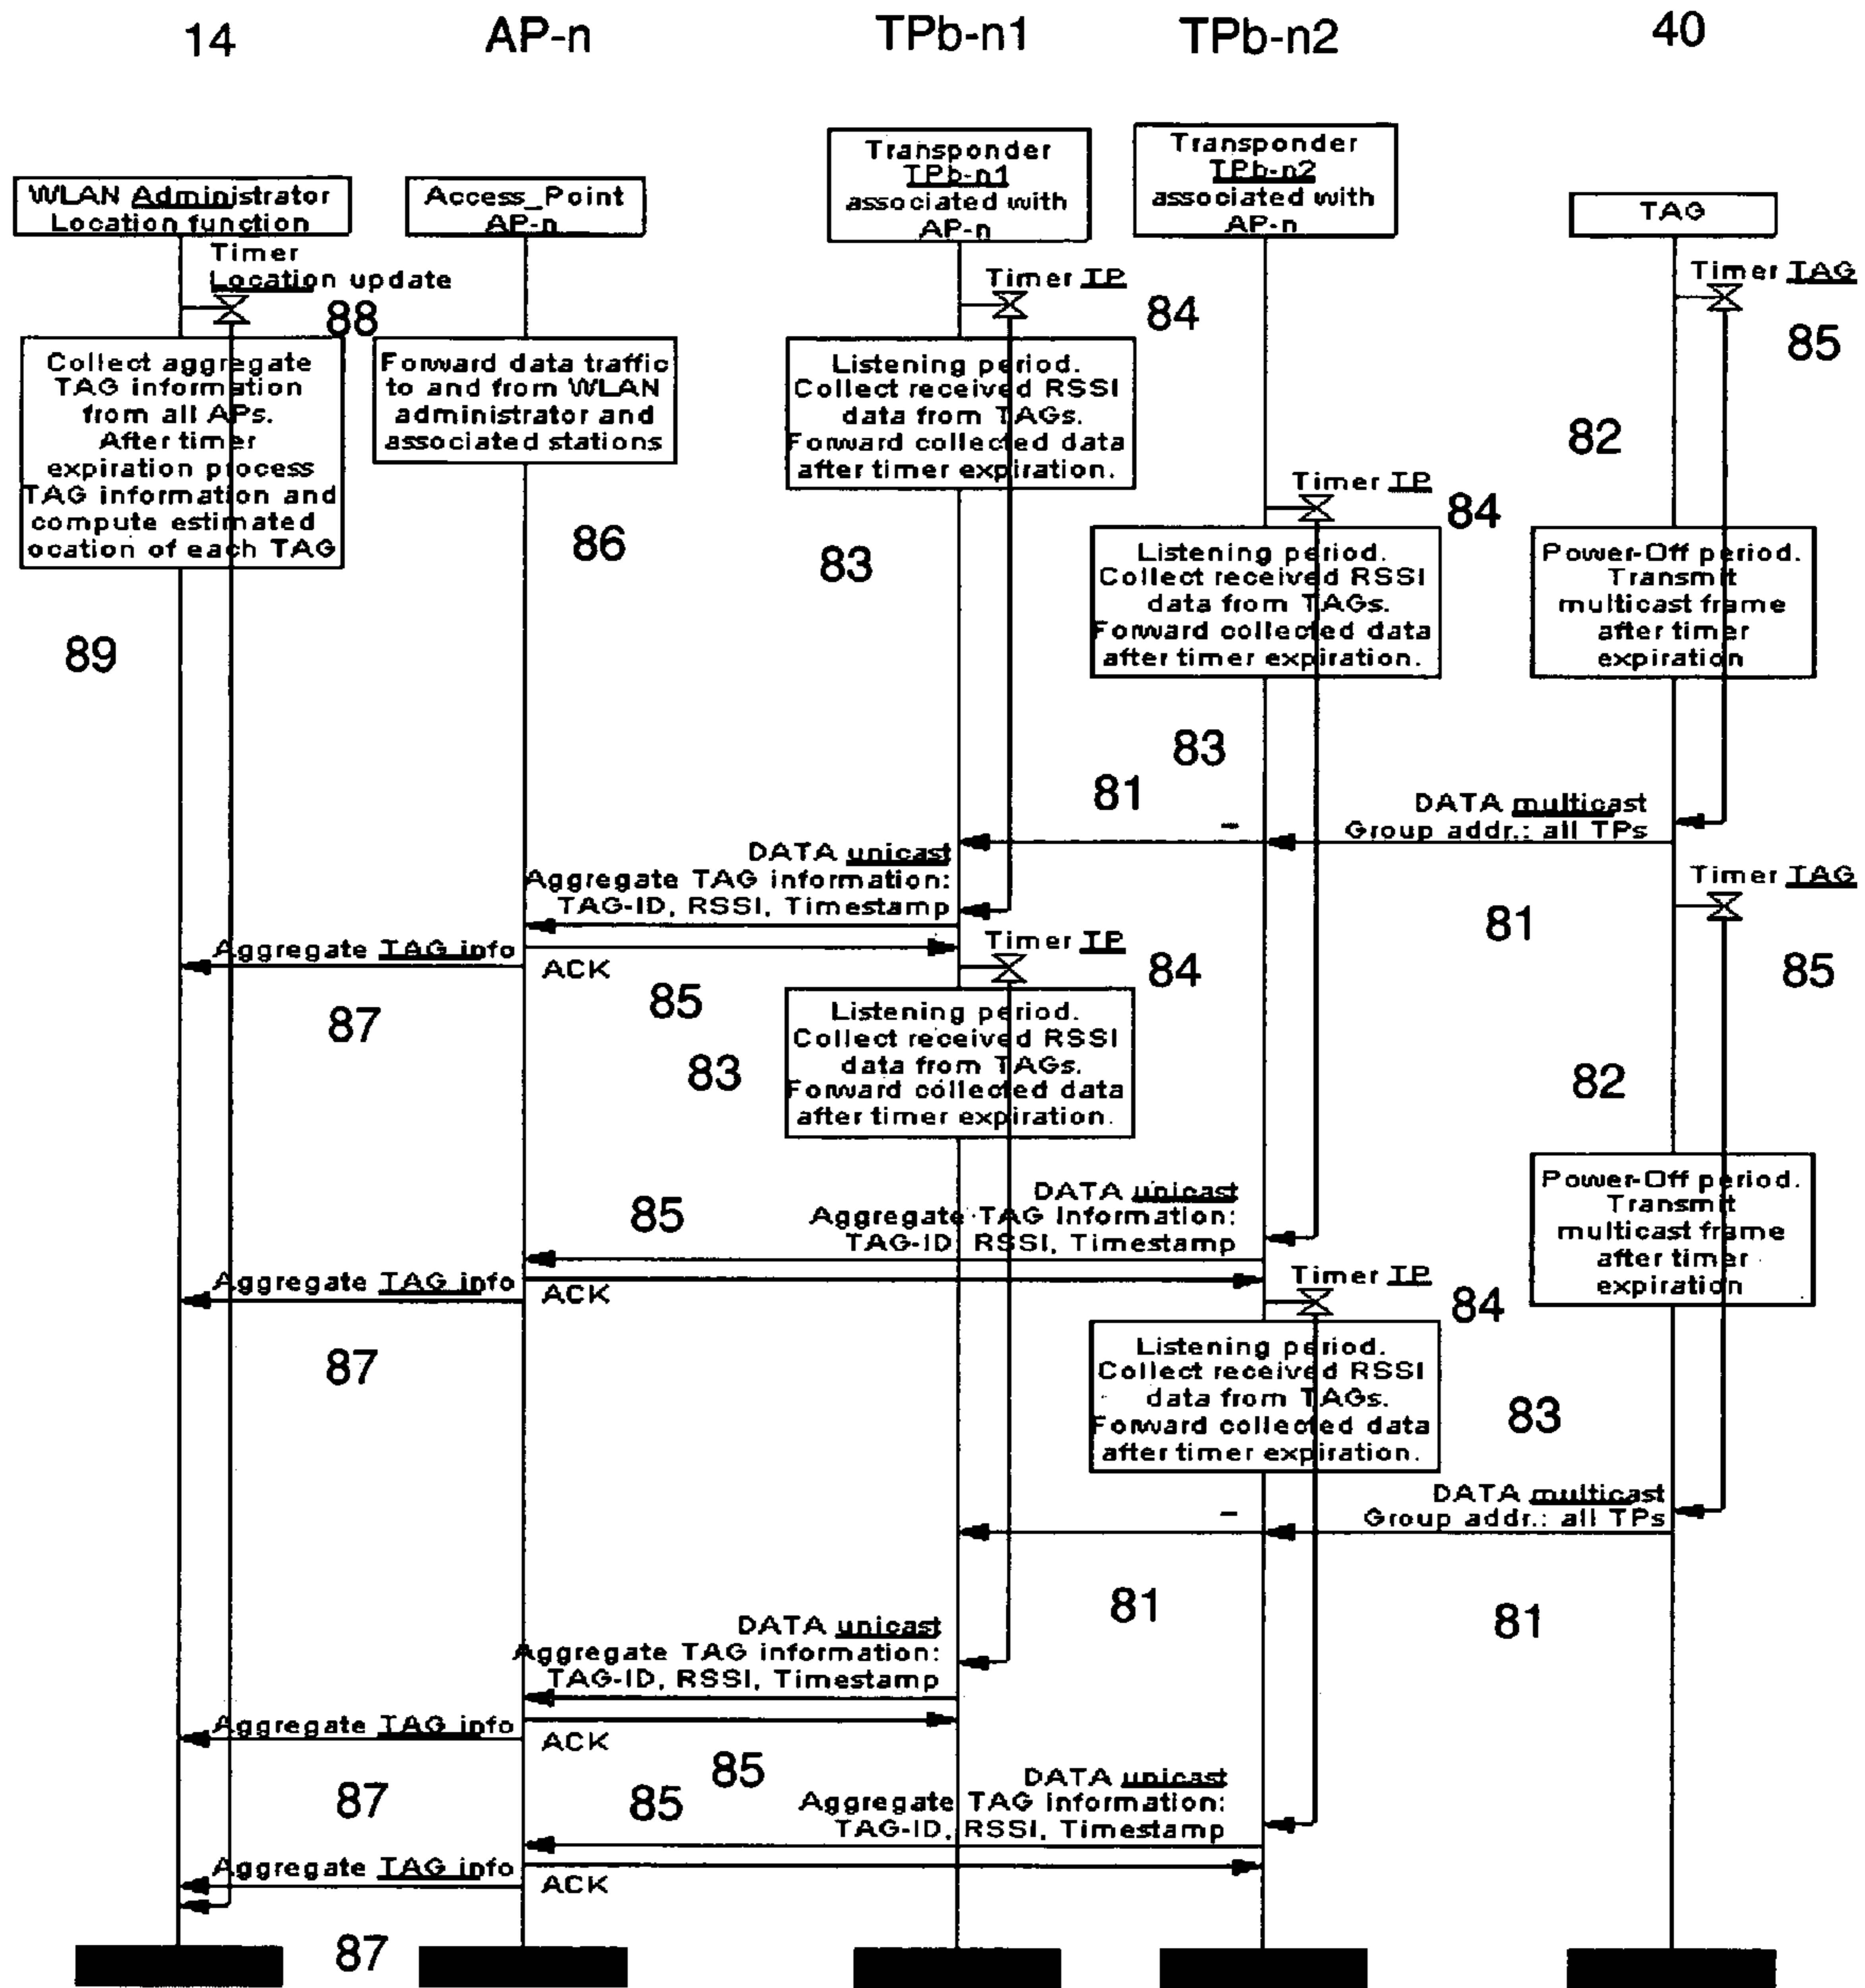 14
AP-n
TPb-n1
TPb-n2
40
WLAN Administrator
Location function
Access_Point
AP-n
Transponder
TPb-n1
associated with
AP-n
Transponder
TPb-n2
associated with
AP-n
TAG
Timer
Location update
88
Timer TP
84
Timer TAG
85
Collect aggregate
TAG information
from all APs.
After timer
expiration process
TAG information and
compute estimated
ocation of each TAG
Forward data traffic
to and from WLAN
administrator and
associated stations
Listening period.
Collect received RSSI
data from TAGs.
Forward collected data
after timer expiration.
82
Timer TP
84
86
83
Listening period.
Collect received RSSI
data from TAGs.
Forward collected data
after timer expiration.
Power-Off period.
Transmit
multicast frame
after timer
expiration
89
83
81
DATA multicast
Group addr.: all TPs
DATA unicast
Aggregate TAG information:
TAG-ID, RSSI, Timestamp
Timer TAG
81
85
Aggregate TAG info
ACK
Timer TP
84
87
85
83
Listening period.
Collect received RSSI
data from TAGs.
Forward collected data
after timer expiration.
82
Power-Off period.
Transmit
multicast frame
after timer
expiration
85
DATA unicast
Aggregate TAG Information:
TAG-ID, RSSI, Timestamp
Aggregate TAG info
ACK
Timer TP
84
87
Listening period.
Collect received RSSI
data from TAGs.
Forward collected data
after timer expiration.
83
DATA multicast
Group addr.: all TPs
81
81
DATA unicast
Aggregate TAG information:
TAG-ID, RSSI, Timestamp
Aggregate TAG info
ACK
85
87
85
DATA unicast
Aggregate TAG Information:
TAG-ID, RSSI, Timestamp
Aggregate TAG info
ACK
87